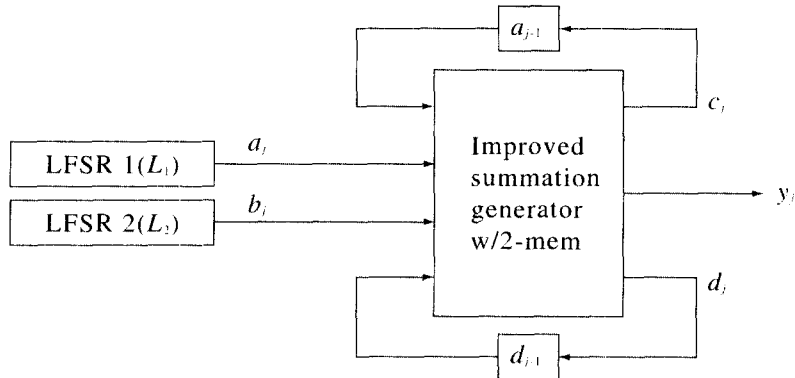 a_{j-1}
c_j
LFSR 1(L_1)
a_j
LFSR 2(L_2)
b_j
Improved
summation
generator
w/2-mem
y_j
d_j
d_{j-1}